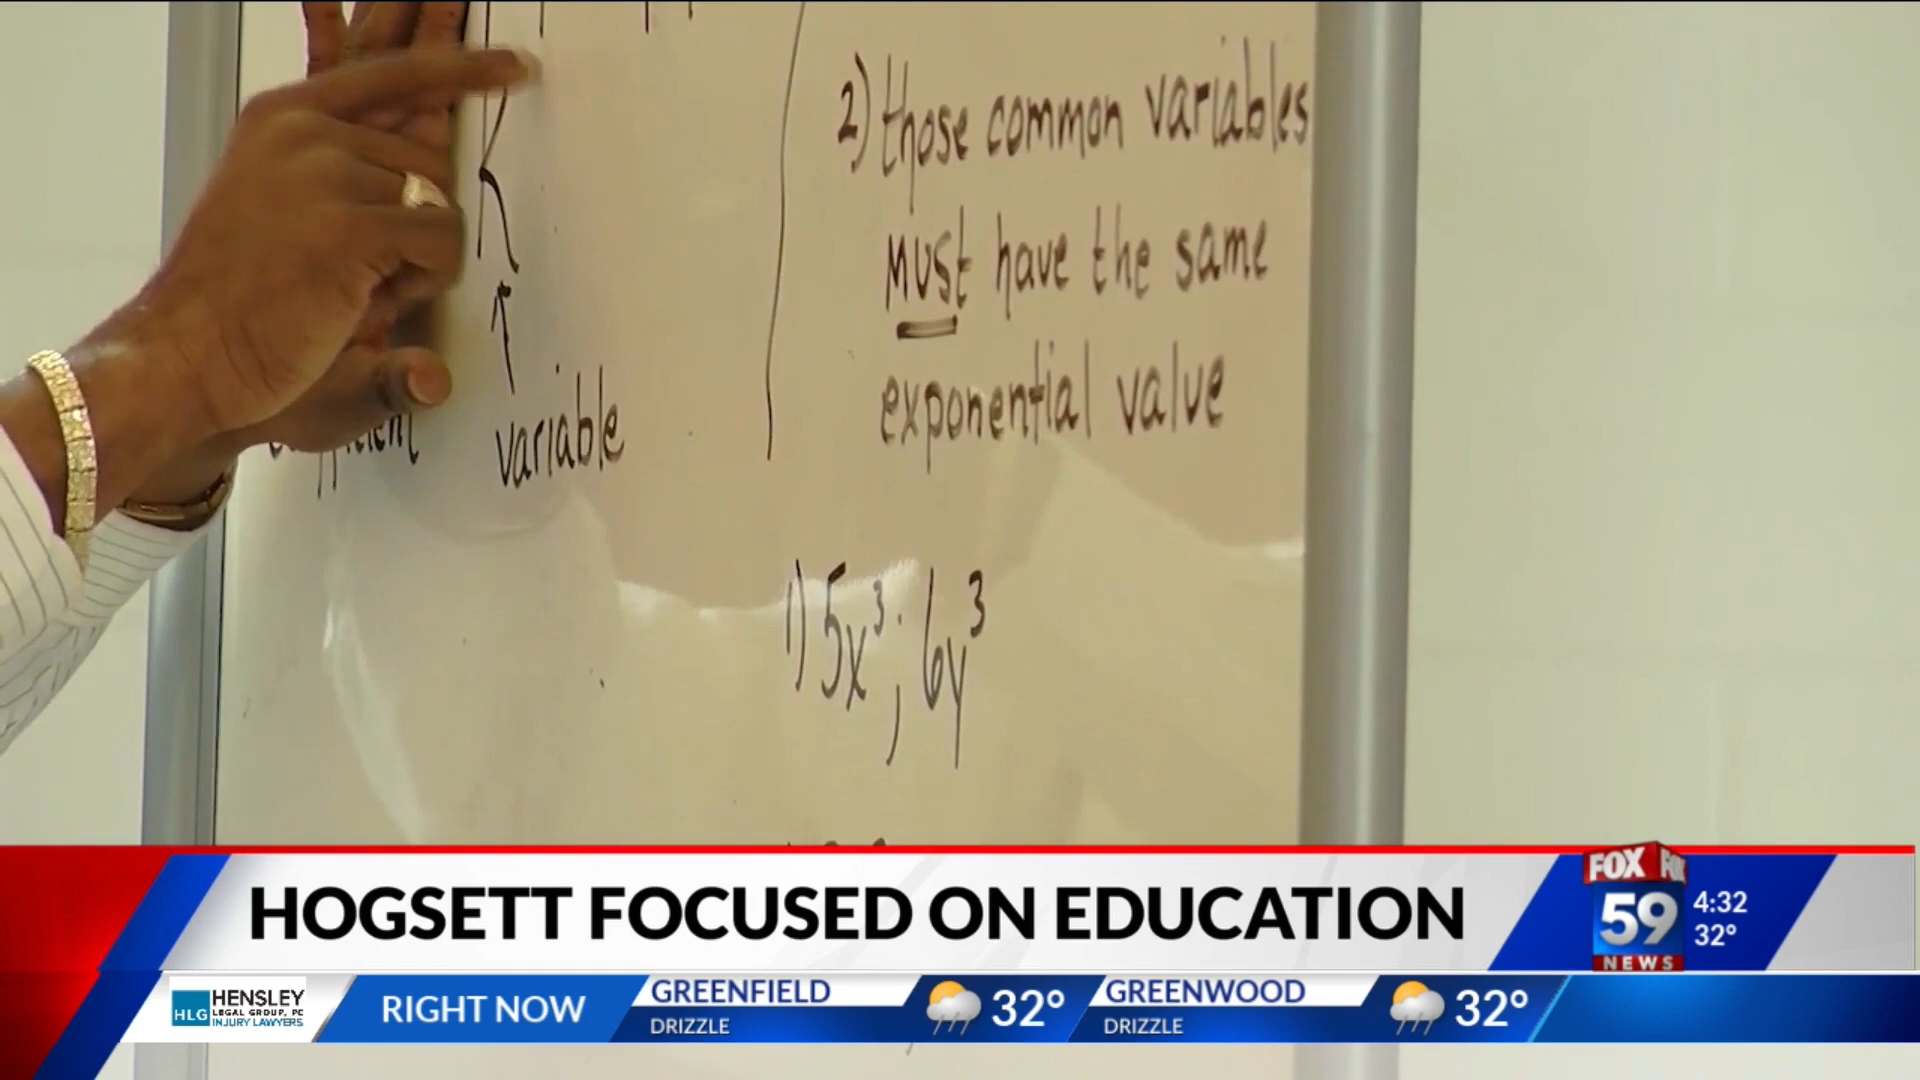 K
variable
2) those common variables
must have the same
exponential value
1) 5x³; 6y³
HOGSETT FOCUSED ON EDUCATION
FOX
59
NEWS
4:32
32°
HLG HENSLEY
LEGAL GROUP, PC
INJURY LAWYERS
RIGHT NOW
GREENFIELD
DRIZZLE
32°
GREENWOOD
DRIZZLE
32°